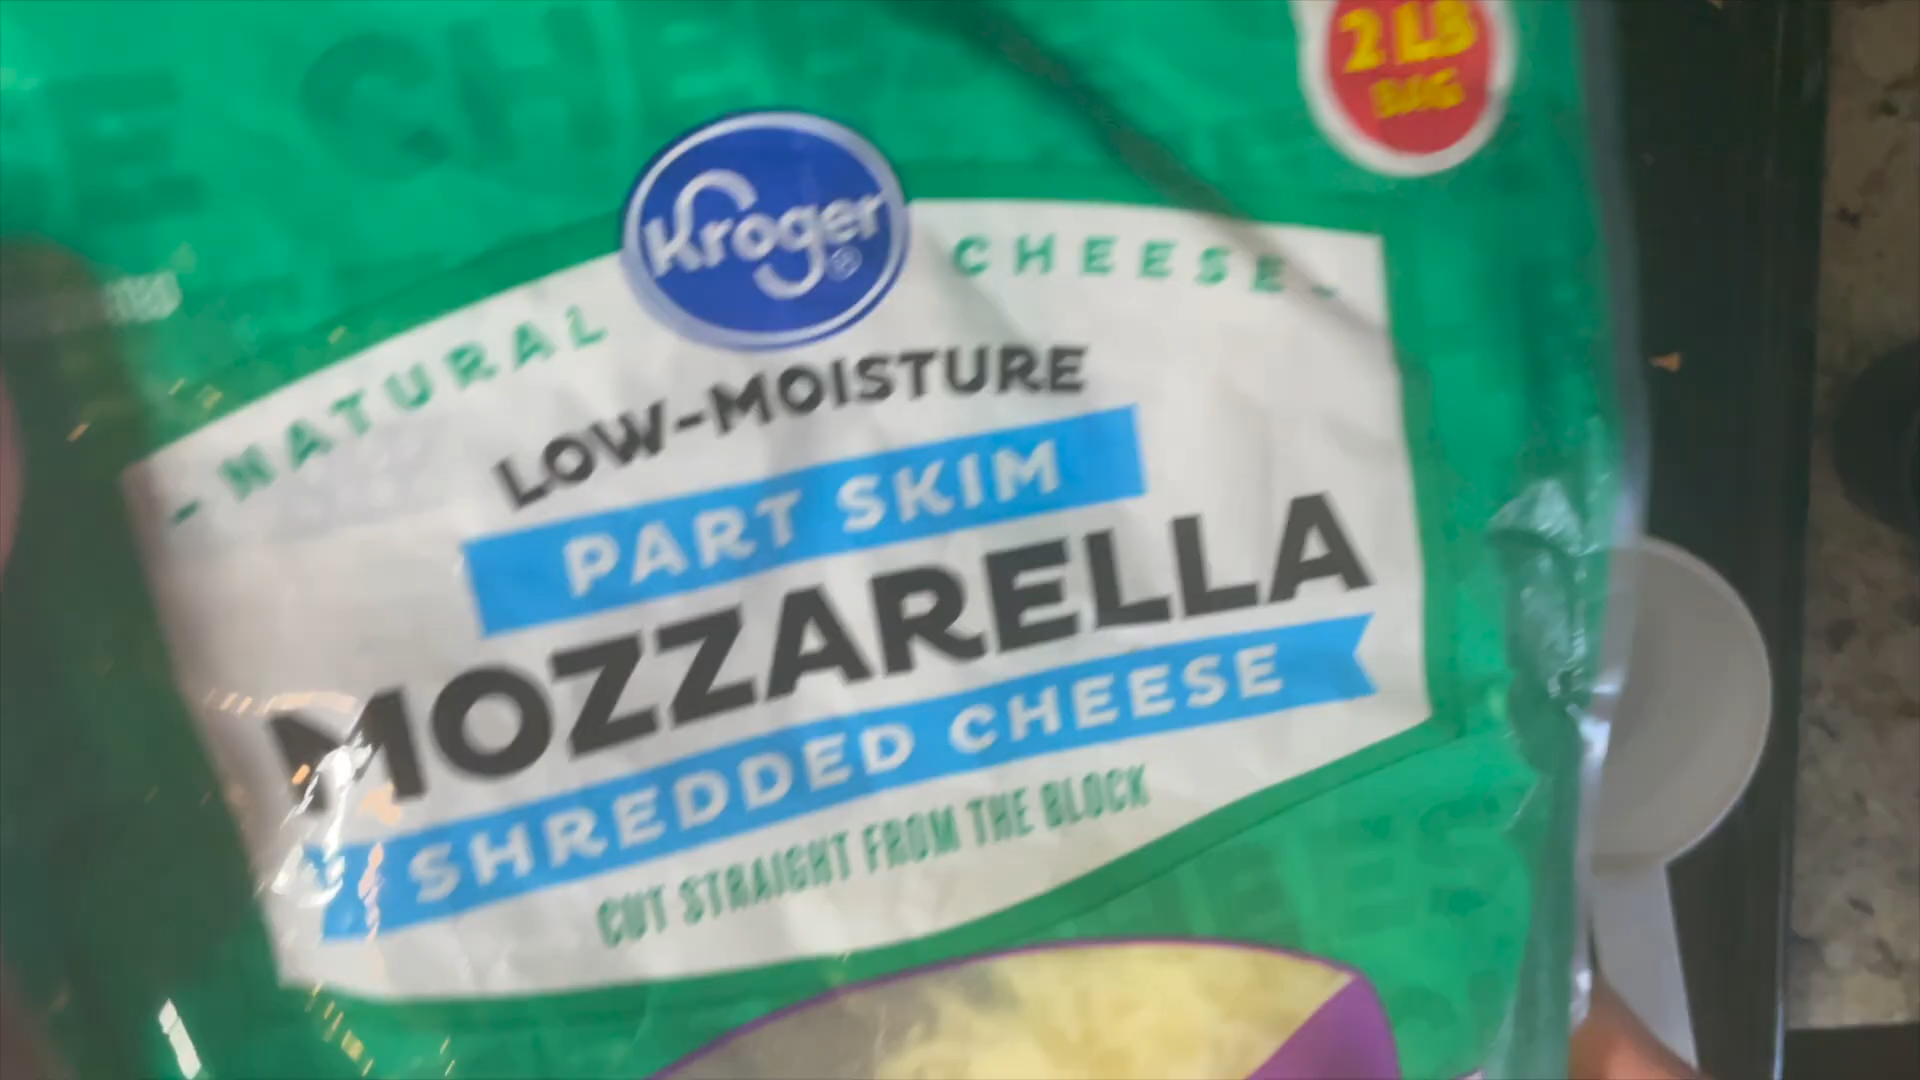 2 LB
BAG
Kroger®
- NATURAL CHEESE -
LOW-MOISTURE
PART SKIM
MOZZARELLA
SHREDDED CHEESE
CUT STRAIGHT FROM THE BLOCK